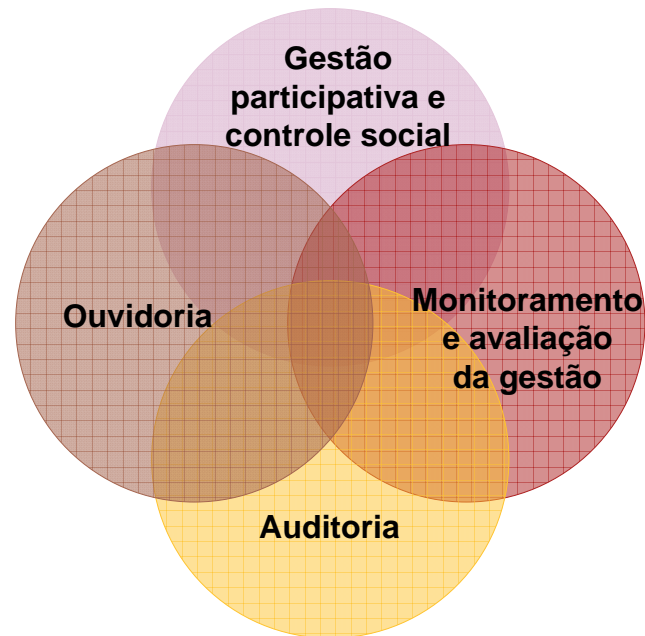 Gestão
participativa e
controle social
Ouvidoria
Monitoramento
e avaliação
da gestão
Auditoria